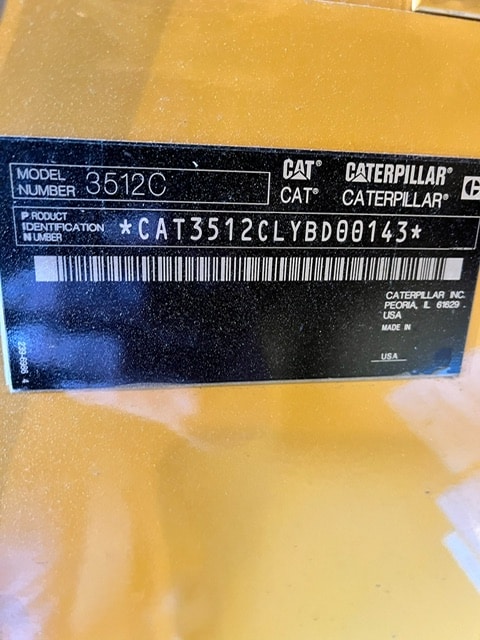 MODEL
NUMBER 3512C
CAT® CATERPILLAR® C
CAT® CATERPILLAR®
PRODUCT
IDENTIFICATION
NUMBER
*CAT3512CLYBD00143*
CATERPILLAR INC.
PEORIA, IL 61629
USA
MADE IN
USA